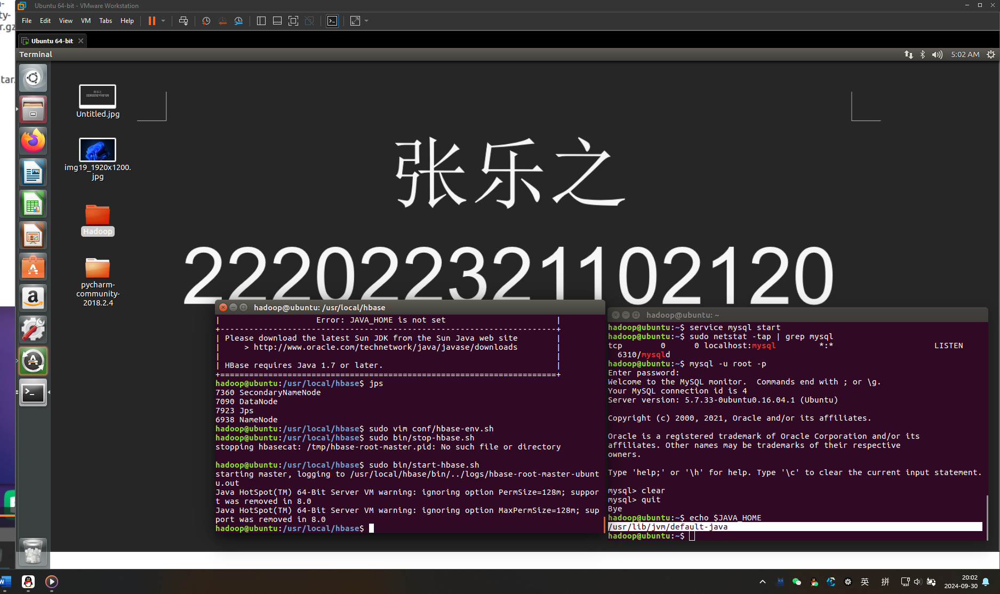 Ubuntu 64-bit - VMware Workstation
File Edit View VM Tabs Help
Ubuntu 64-bit
Terminal
5:02 AM
张乐之
222022321102120
Untitled.jpg
img19_1920x1200.
jpg
Hadoop
pycharm-
community-
2018.2.4
张乐之
222022321102120
hadoop@ubuntu: /usr/local/hbase
| Error: JAVA_HOME is not set |
+----------------------------------------------------------------------+
| Please download the latest Sun JDK from the Sun Java web site |
| > http://www.oracle.com/technetwork/java/javase/downloads |
| |
| HBase requires Java 1.7 or later. |
+======================================================================+
hadoop@ubuntu:/usr/local/hbase$ jps
7360 SecondaryNameNode
7090 DataNode
7923 Jps
6938 NameNode
hadoop@ubuntu:/usr/local/hbase$ sudo vim conf/hbase-env.sh
hadoop@ubuntu:/usr/local/hbase$ sudo bin/stop-hbase.sh
stopping hbasecat: /tmp/hbase-root-master.pid: No such file or directory
hadoop@ubuntu:/usr/local/hbase$ sudo bin/start-hbase.sh
starting master, logging to /usr/local/hbase/bin/../logs/hbase-root-master-ubunt
u.out
Java HotSpot(TM) 64-Bit Server VM warning: ignoring option PermSize=128m; suppor
t was removed in 8.0
Java HotSpot(TM) 64-Bit Server VM warning: ignoring option MaxPermSize=128m; sup
port was removed in 8.0
hadoop@ubuntu:/usr/local/hbase$
hadoop@ubuntu: ~
hadoop@ubuntu:~$ service mysql start
hadoop@ubuntu:~$ sudo netstat -tap | grep mysql
tcp 0 0 localhost:mysql *:* LISTEN
6310/mysqld
hadoop@ubuntu:~$ mysql -u root -p
Enter password:
Welcome to the MySQL monitor.  Commands end with ; or \g.
Your MySQL connection id is 4
Server version: 5.7.33-0ubuntu0.16.04.1 (Ubuntu)
Copyright (c) 2000, 2021, Oracle and/or its affiliates.
Oracle is a registered trademark of Oracle Corporation and/or its
affiliates. Other names may be trademarks of their respective
owners.
Type 'help;' or '\h' for help. Type '\c' to clear the current input statement.
mysql> clear
mysql> quit
Bye
hadoop@ubuntu:~$ echo $JAVA_HOME
/usr/lib/jvm/default-java
hadoop@ubuntu:~$
英 拼
20:02
2024-09-30